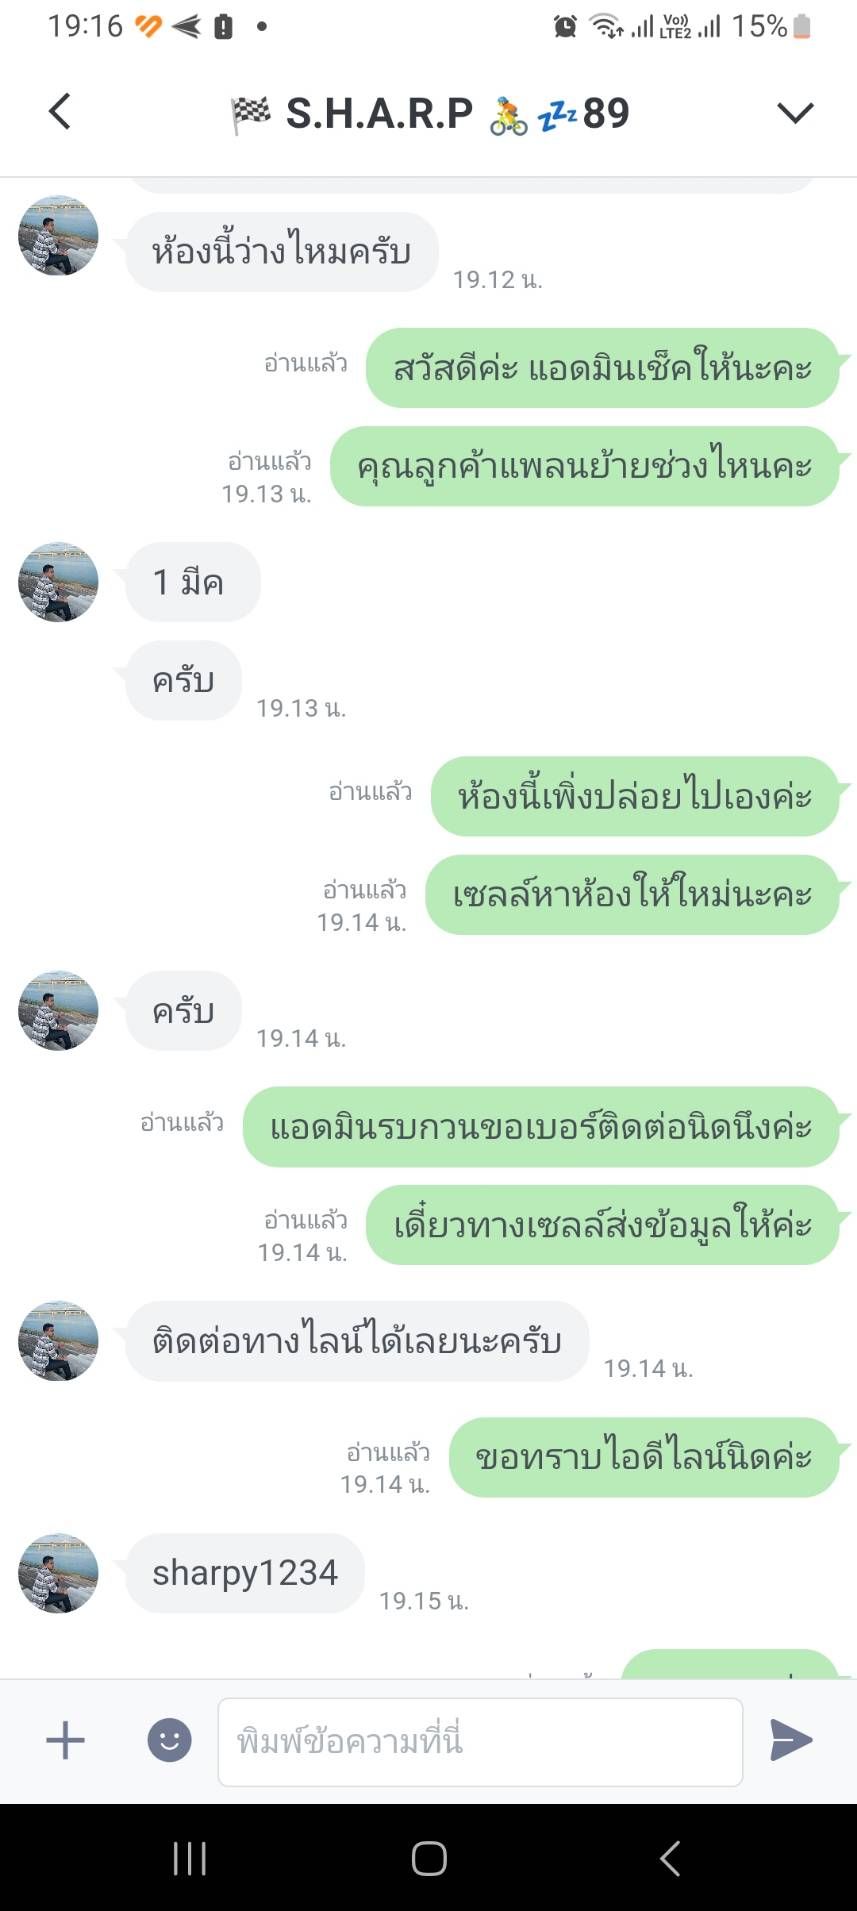 19:16
Vo)) LTE2 15%
S.H.A.R.P 89
ห้องนี้ว่างไหมครับ
19.12 น.
อ่านแล้ว
สวัสดีค่ะ แอดมินเช็คให้นะคะ
อ่านแล้ว
19.13 น.
คุณลูกค้าแพลนย้ายช่วงไหนคะ
1 มีค
ครับ
19.13 น.
อ่านแล้ว
ห้องนี้เพิ่งปล่อยไปเองค่ะ
อ่านแล้ว
19.14 น.
เซลล์หาห้องให้ใหม่นะคะ
ครับ
19.14 น.
อ่านแล้ว
แอดมินรบกวนขอเบอร์ติดต่อนิดนึงค่ะ
อ่านแล้ว
19.14 น.
เดี๋ยวทางเซลล์ส่งข้อมูลให้ค่ะ
ติดต่อทางไลน์ได้เลยนะครับ
19.14 น.
อ่านแล้ว
19.14 น.
ขอทราบไอดีไลน์นิดค่ะ
sharpy1234
19.15 น.
พิมพ์ข้อความที่นี่